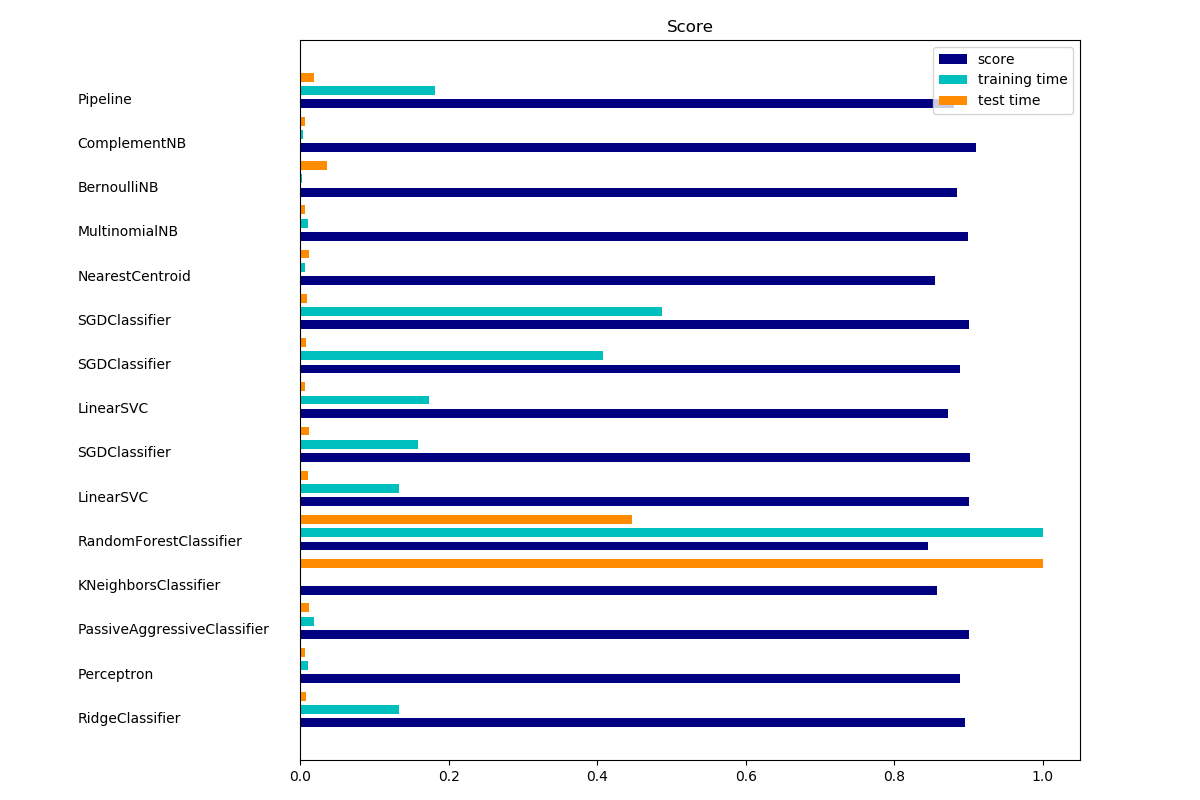 Score
score
training time
test time
Pipeline
ComplementNB
BernoulliNB
MultinomialNB
NearestCentroid
SGDClassifier
SGDClassifier
LinearSVC
SGDClassifier
LinearSVC
RandomForestClassifier
KNeighborsClassifier
PassiveAggressiveClassifier
Perceptron
RidgeClassifier
0.0 0.2 0.4 0.6 0.8 1.0